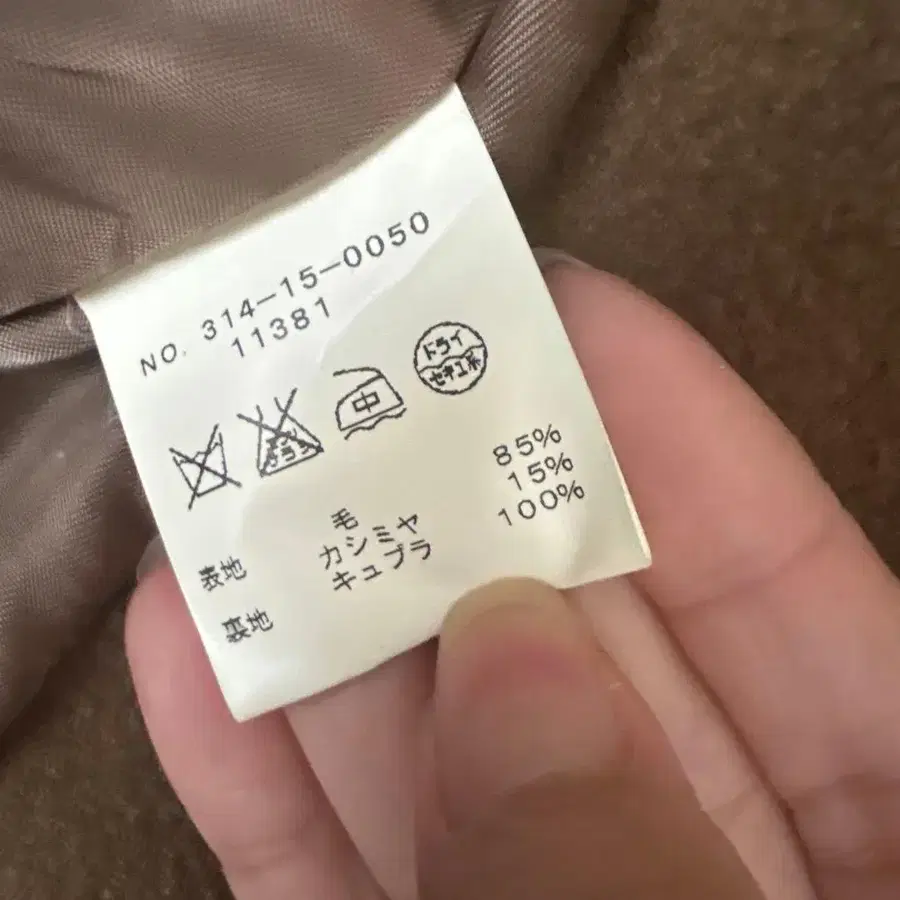 NO. 314-15-0050
11381
中
ドライ
セキユ系
表地 毛 85%
カシミヤ 15%
裏地 キュプラ 100%